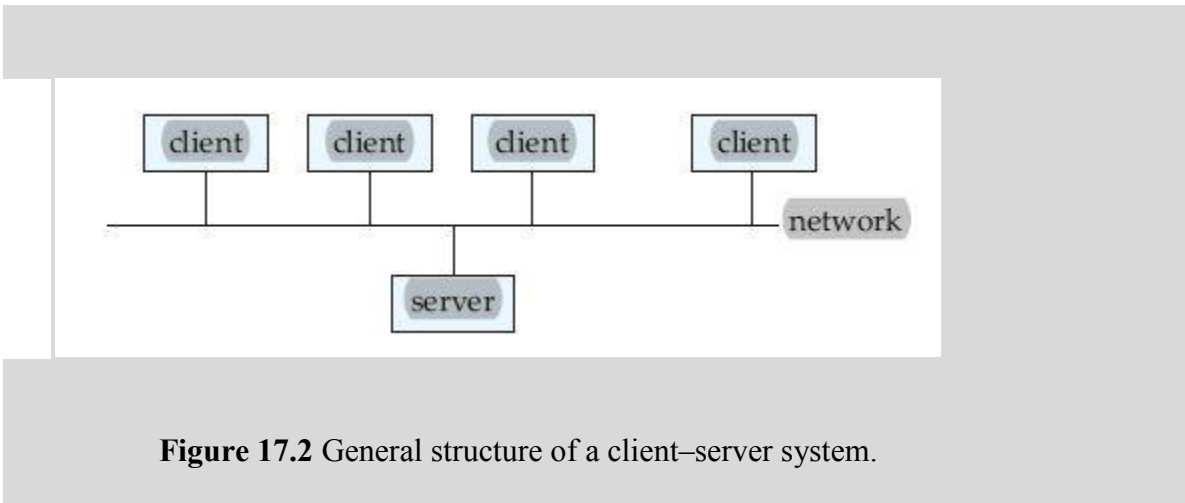 client client client client
network
server
Figure 17.2 General structure of a client–server system.